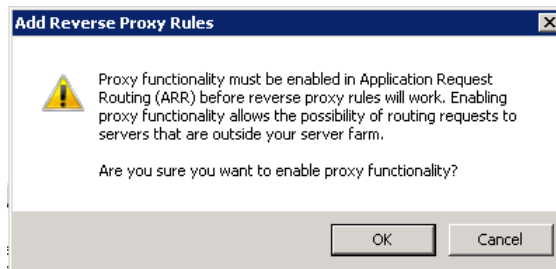 Add Reverse Proxy Rules
Proxy functionality must be enabled in Application Request
Routing (ARR) before reverse proxy rules will work. Enabling
proxy functionality allows the possibility of routing requests to
servers that are outside your server farm.
Are you sure you want to enable proxy functionality?
OK
Cancel